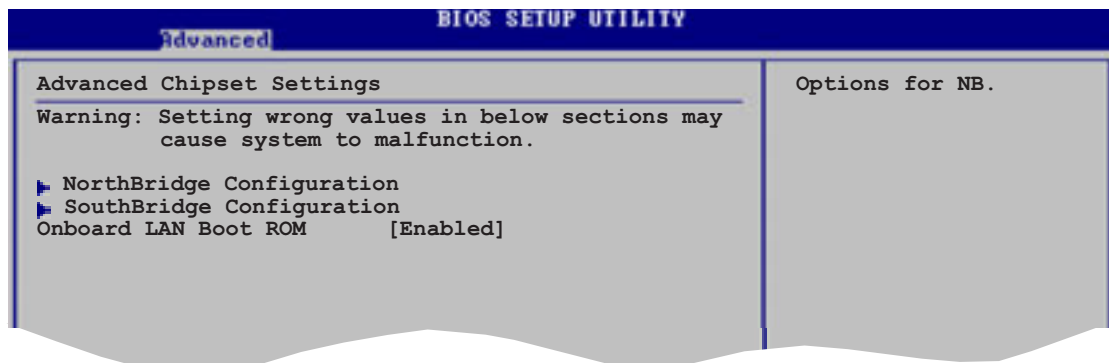 BIOS SETUP UTILITY
Advanced
Advanced Chipset Settings
Warning: Setting wrong values in below sections may
cause system to malfunction.
NorthBridge Configuration
SouthBridge Configuration
Onboard LAN Boot ROM [Enabled]
Options for NB.